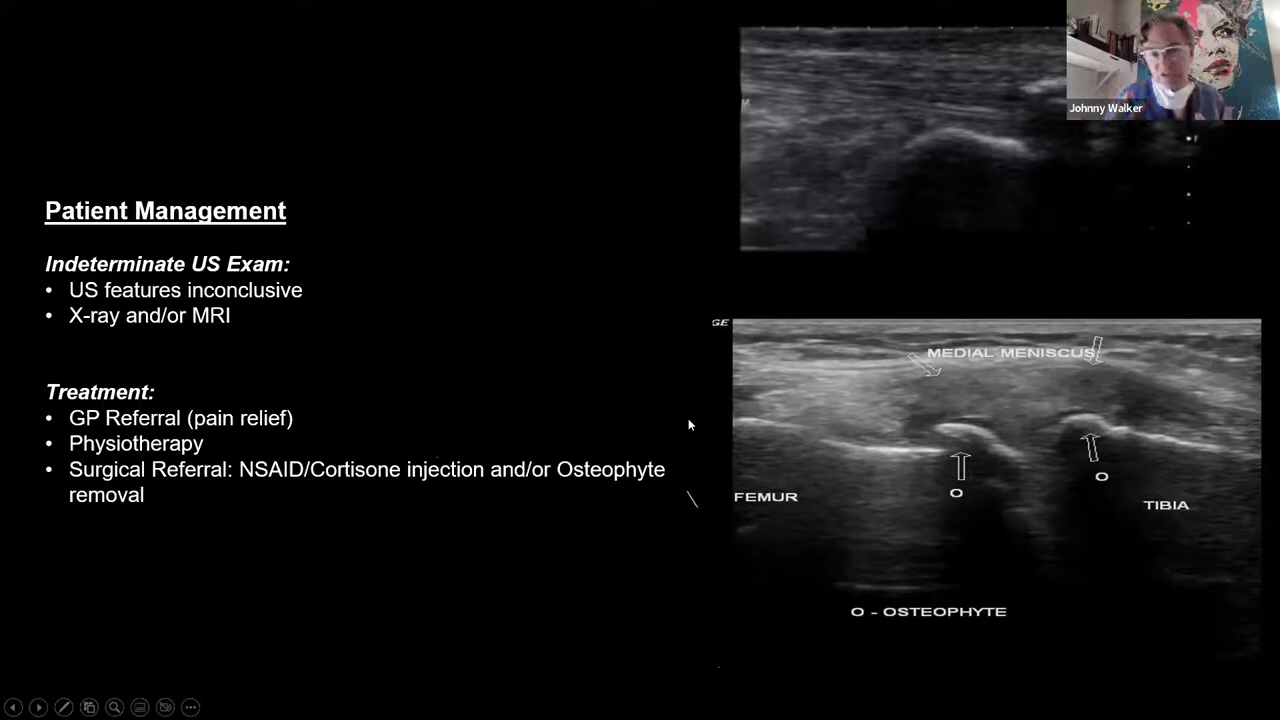 Johnny Walker
Patient Management
Indeterminate US Exam:
• US features inconclusive
• X-ray and/or MRI
Treatment:
• GP Referral (pain relief)
• Physiotherapy
• Surgical Referral: NSAID/Cortisone injection and/or Osteophyte
removal
GE
MEDIAL MENISCUS
O
O
FEMUR
TIBIA
O - OSTEOPHYTE